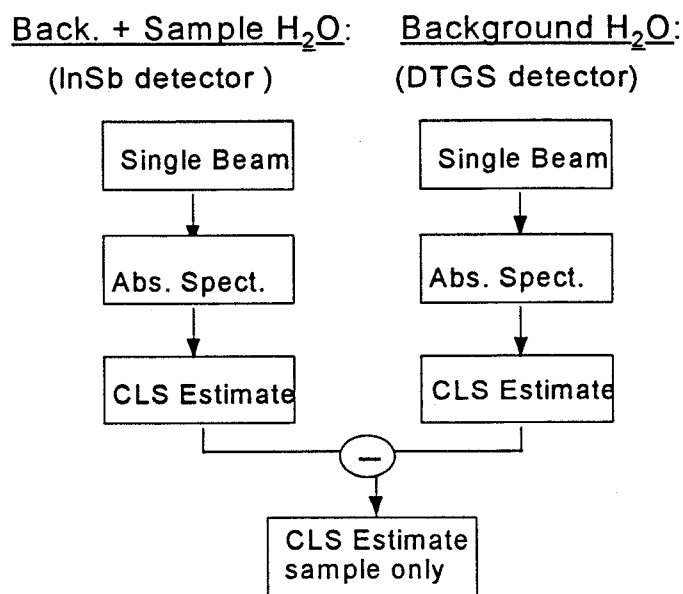 Back. + Sample H₂O:
(InSb detector )
Single Beam
Abs. Spect.
CLS Estimate
Background H₂O:
(DTGS detector)
Single Beam
Abs. Spect.
CLS Estimate
−
CLS Estimate
sample only